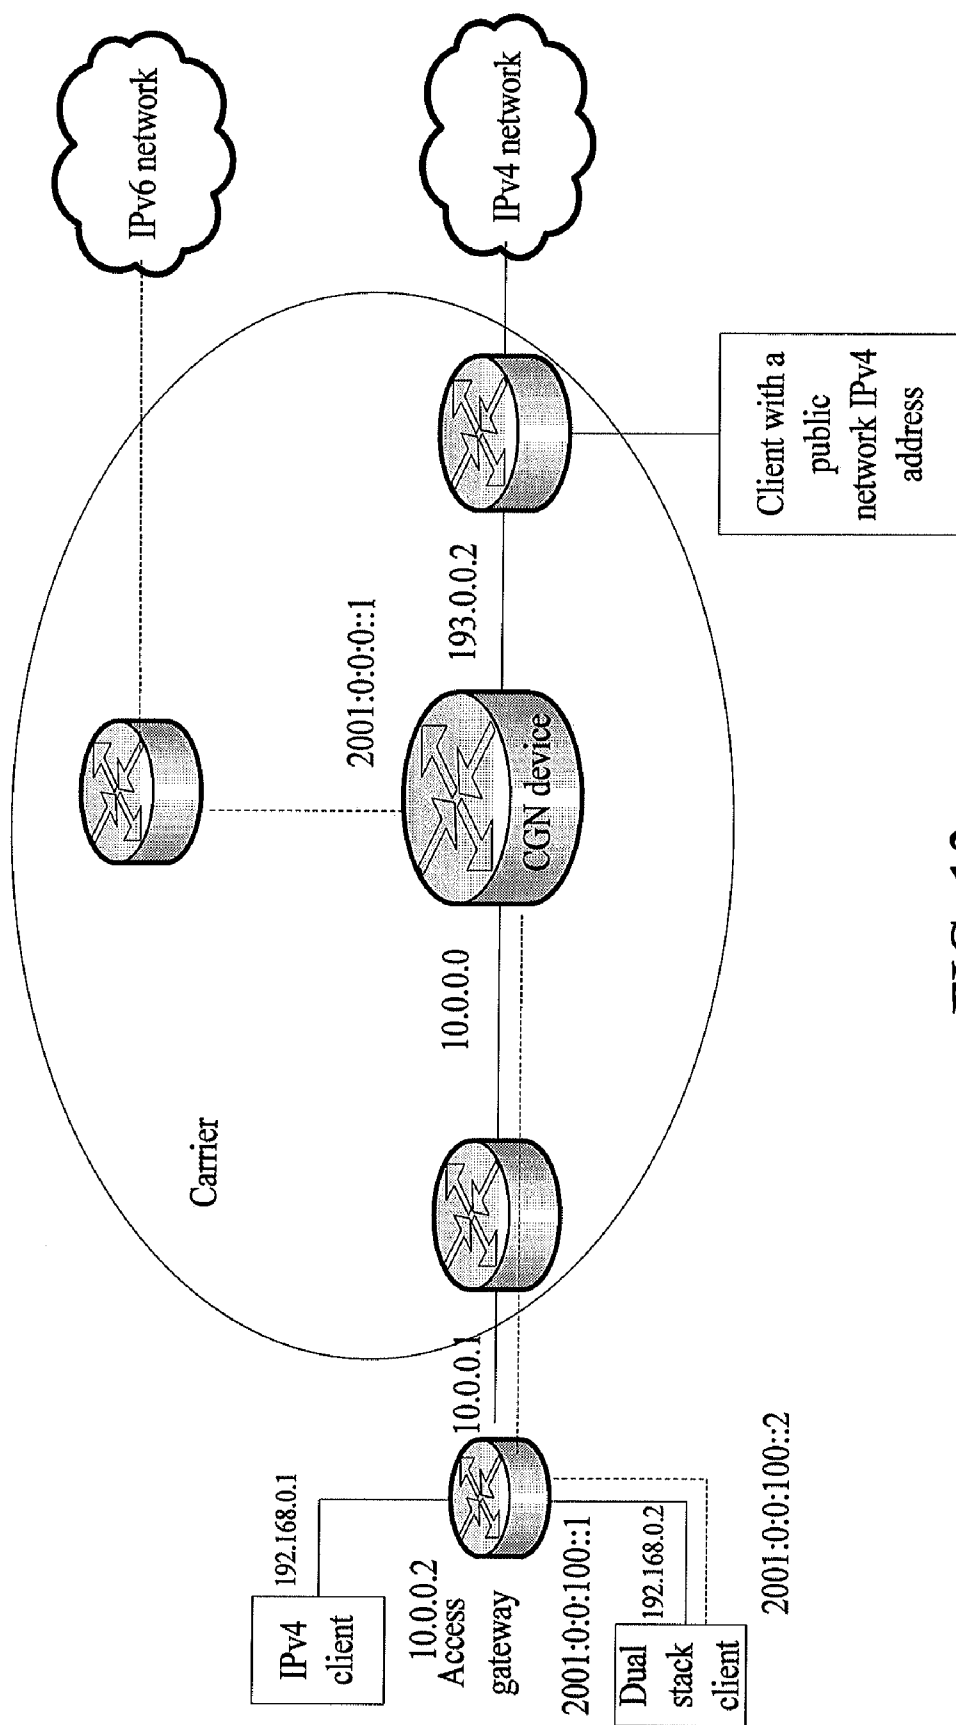 IPv6 network
IPv4 network
Client with a
public
network IPv4
address
2001:0:0:0::1
193.0.0.2
CGN device
10.0.0.0
Carrier
10.0.0.1
192.168.0.1
IPv4
client
10.0.0.2
Access
gateway
2001:0:0:100::1
192.168.0.2
Dual
stack
client
2001:0:0:100::2